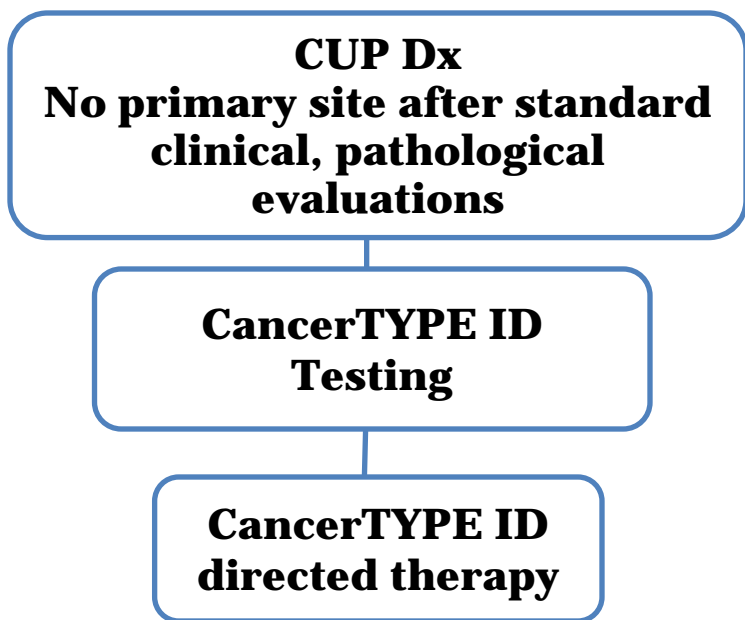 CUP Dx
No primary site after standard
clinical, pathological
evaluations
CancerTYPE ID
Testing
CancerTYPE ID
directed therapy